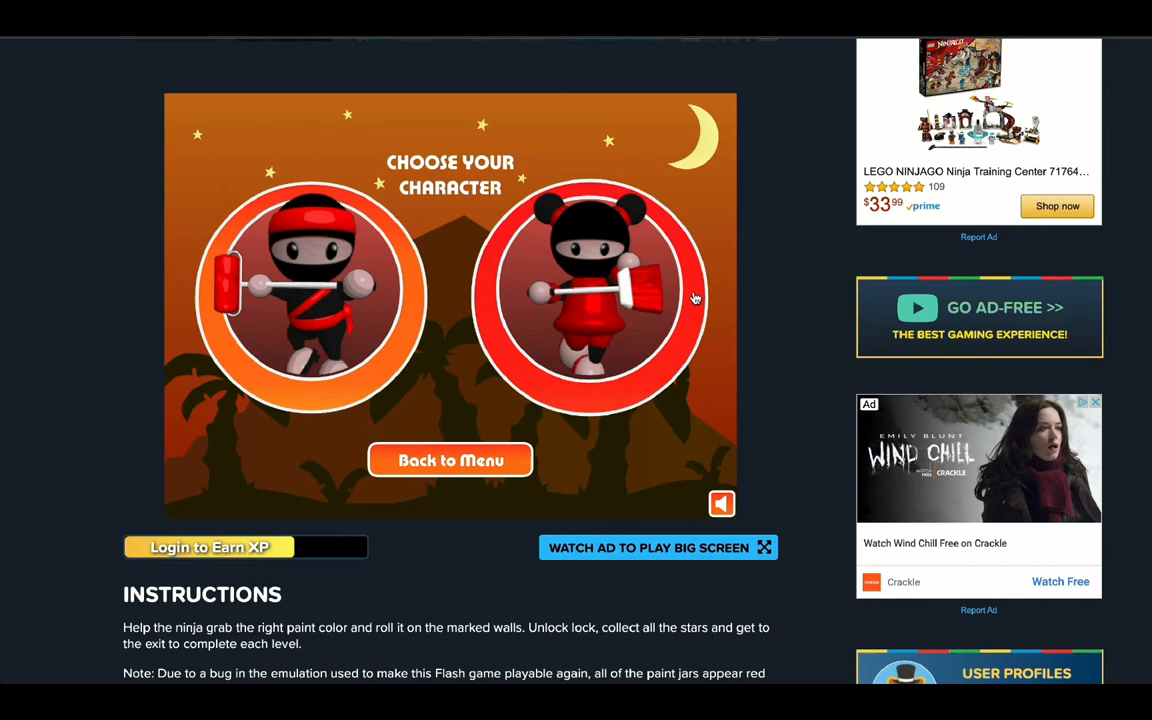 CHOOSE YOUR
CHARACTER
Back to Menu
Login to Earn XP
WATCH AD TO PLAY BIG SCREEN
INSTRUCTIONS
Help the ninja grab the right paint color and roll it on the marked walls. Unlock lock, collect all the stars and get to
the exit to complete each level.
Note: Due to a bug in the emulation used to make this Flash game playable again, all of the paint jars appear red
LEGO NINJAGO Ninja Training Center 71764...
109
$33.99 prime
Shop now
Report Ad
GO AD-FREE >>
THE BEST GAMING EXPERIENCE!
Ad
EMILY BLUNT
WIND CHILL
WATCH FREE ON CRACKLE
Watch Wind Chill Free on Crackle
Crackle
Watch Free
Report Ad
USER PROFILES